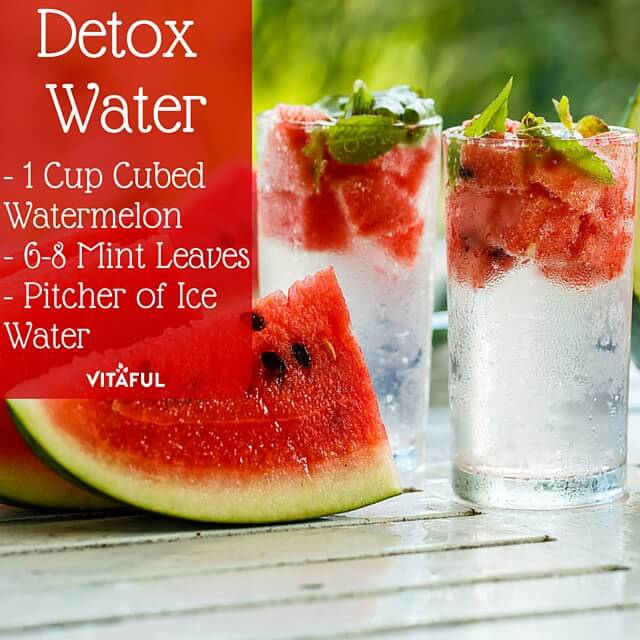 Detox
Water
- 1 Cup Cubed
Watermelon
- 6-8 Mint Leaves
- Pitcher of Ice
Water
VITAFUL